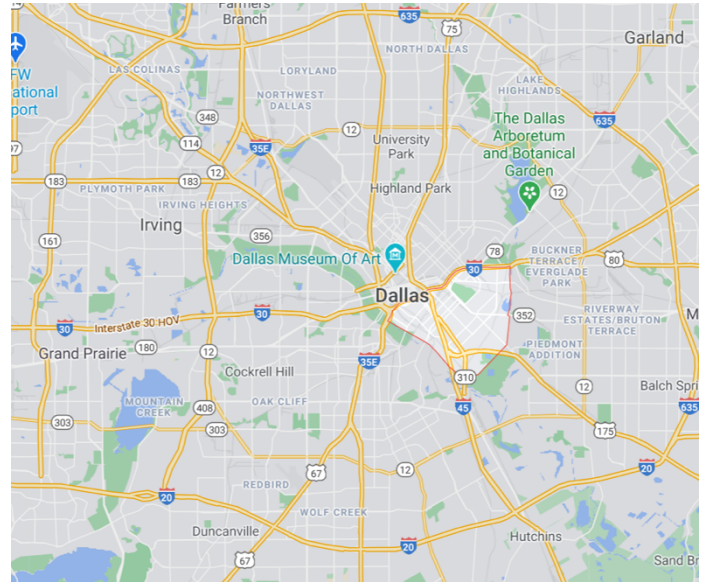 Farmers
Branch
635
75
Garland
NORTH DALLAS
LAS COLINAS
LORYLAND
LAKE
HIGHLANDS
FW
ational
port
NORTHWEST
DALLAS
348
12
The Dallas
Arboretum
and Botanical
Garden
635
114
35E
University
Park
97
12
183
183
PLYMOTH PARK
Highland Park
12
IRVING HEIGHTS
Irving
161
356
Dallas Museum Of Art
78
BUCKNER
TERRACE/
EVERGLADE
PARK
80
30
Dallas
30
Interstate 30 HOV
30
352
RIVERWAY
ESTATES/BRUTON
TERRACE
M
Grand Prairie
180
12
35E
PIEDMONT
ADDITION
Cockrell Hill
310
12
Balch Spri
MOUNTAIN
CREEK
408
OAK CLIFF
45
635
303
303
175
67
12
20
REDBIRD
20
WOLF CREEK
Duncanville
20
Hutchins
67
Sand Br